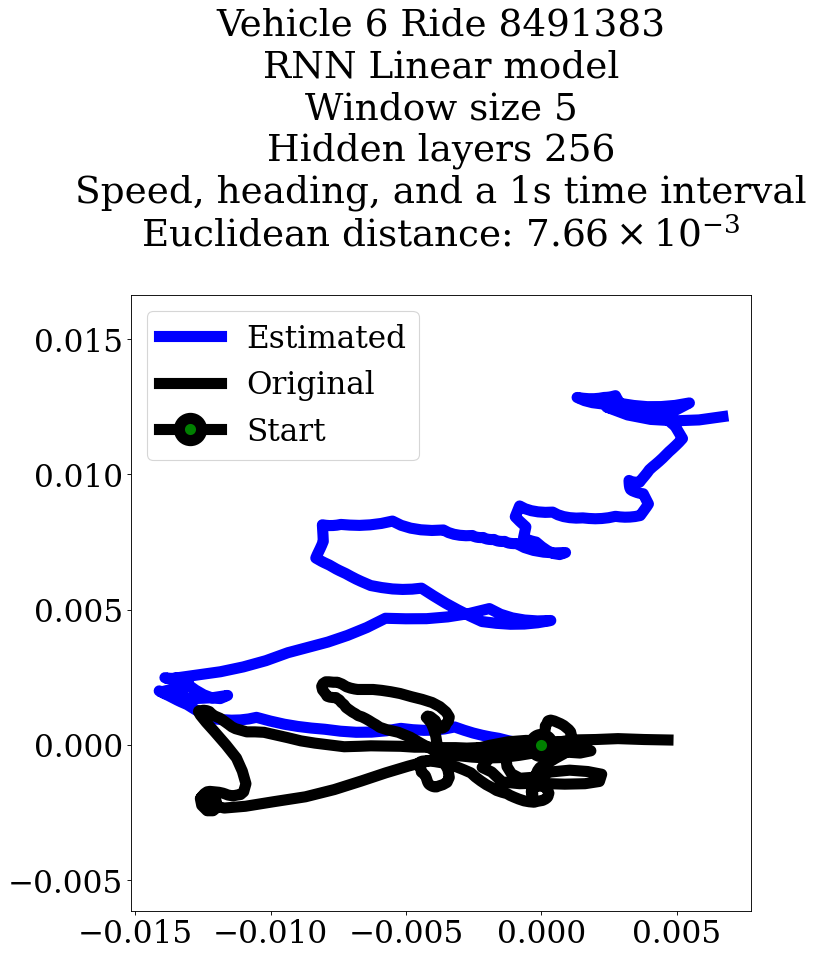 Vehicle 6 Ride 8491383
RNN Linear model
Window size 5
Hidden layers 256
Speed, heading, and a 1s time interval
Euclidean distance: 7.66 × 10⁻³
Estimated
Original
Start
0.015
0.010
0.005
0.000
−0.005
−0.015 −0.010 −0.005 0.000 0.005